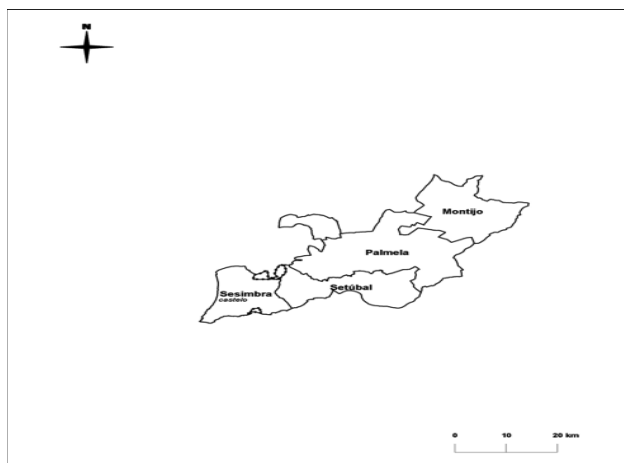 N
Montijo
Palmela
Setúbal
Sesimbra
castelo
0 10 20 km